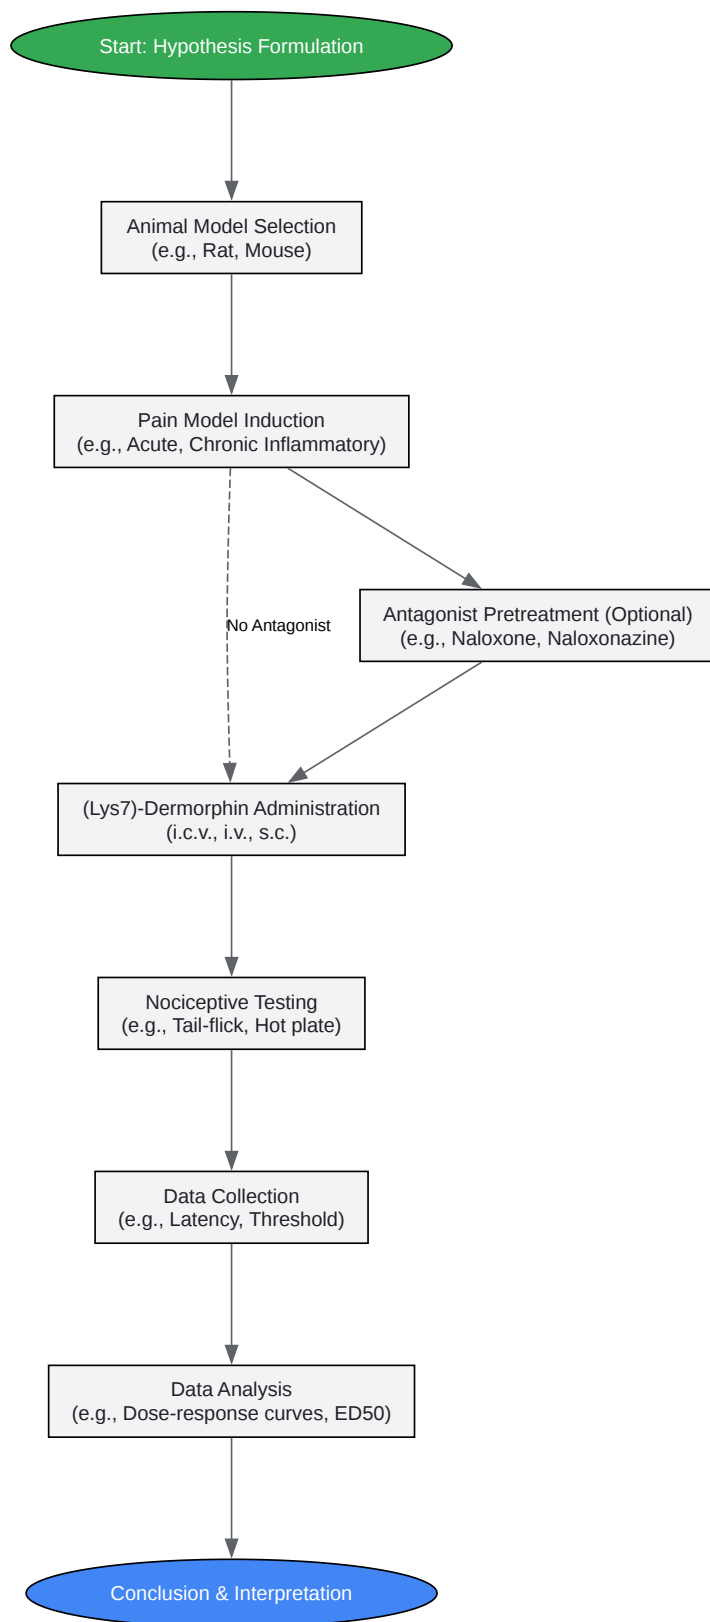 Start: Hypothesis Formulation
Animal Model Selection
(e.g., Rat, Mouse)
Pain Model Induction
(e.g., Acute, Chronic Inflammatory)
Antagonist Pretreatment (Optional)
(e.g., Naloxone, Naloxonazine)
No Antagonist
(Lys7)-Dermorphin Administration
(i.c.v., i.v., s.c.)
Nociceptive Testing
(e.g., Tail-flick, Hot plate)
Data Collection
(e.g., Latency, Threshold)
Data Analysis
(e.g., Dose-response curves, ED50)
Conclusion & Interpretation